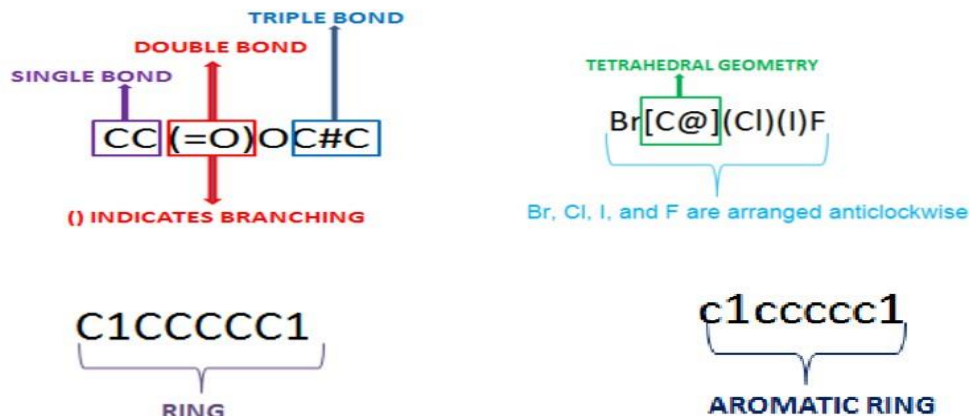 TRIPLE BOND
DOUBLE BOND
SINGLE BOND
CC(=O)OC#C
() INDICATES BRANCHING
TETRAHEDRAL GEOMETRY
Br[C@](Cl)(I)F
Br, Cl, I, and F are arranged anticlockwise
C1CCCCC1
RING
c1ccccc1
AROMATIC RING